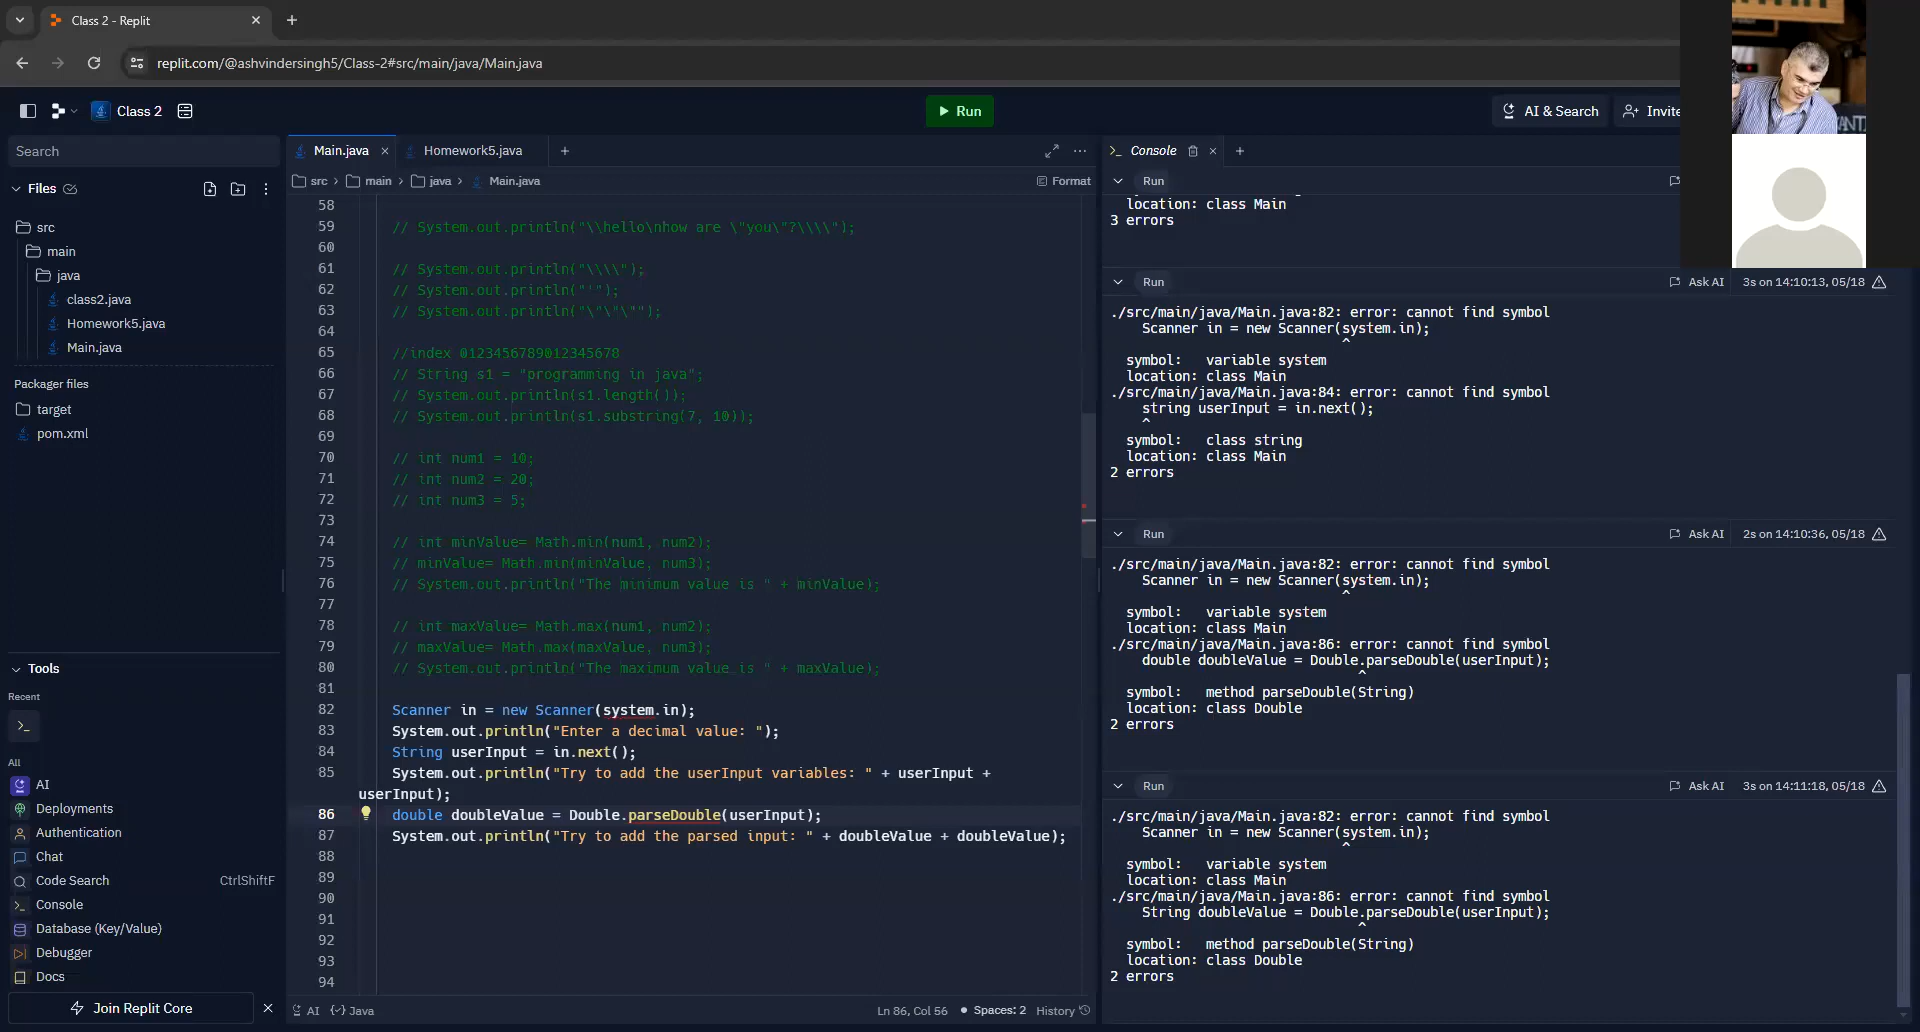 Class 2 - Replit
replit.com/@ashvindersingh5/Class-2#src/main/java/Main.java
Class 2
Run
AI & Search
Invite
Search
Files
src
main
java
class2.java
Homework5.java
Main.java
Packager files
target
pom.xml
Tools
Recent
All
AI
Deployments
Authentication
Chat
Code Search CtrlShiftF
Console
Database (Key/Value)
Debugger
Docs
Join Replit Core
Main.java
Homework5.java
src > main > java > Main.java
Format
58
59 // System.out.println("\\hello\nhow are \"you\"?\\\\");
60
61 // System.out.println("\\\\");
62 // System.out.println("'");
63 // System.out.println("\"\"\"");
64
65 //index 0123456789012345678
66 // String s1 = "programming in java";
67 // System.out.println(s1.length());
68 // System.out.println(s1.substring(7, 10));
69
70 // int num1 = 10;
71 // int num2 = 20;
72 // int num3 = 5;
73
74 // int minValue= Math.min(num1, num2);
75 // minValue= Math.min(minValue, num3);
76 // System.out.println("The minimum value is " + minValue);
77
78 // int maxValue= Math.max(num1, num2);
79 // maxValue= Math.max(maxValue, num3);
80 // System.out.println("The maximum value is " + maxValue);
81
82 Scanner in = new Scanner(system.in);
83 System.out.println("Enter a decimal value: ");
84 String userInput = in.next();
85 System.out.println("Try to add the userInput variables: " + userInput +
userInput);
86 double doubleValue = Double.parseDouble(userInput);
87 System.out.println("Try to add the parsed input: " + doubleValue + doubleValue);
88
89
90
91
92
93
94
AI {} Java
Ln 86, Col 56 Spaces: 2 History
Console
Run
location: class Main
3 errors
Run Ask AI 3s on 14:10:13, 05/18
./src/main/java/Main.java:82: error: cannot find symbol
Scanner in = new Scanner(system.in);
^
symbol: variable system
location: class Main
./src/main/java/Main.java:84: error: cannot find symbol
string userInput = in.next();
^
symbol: class string
location: class Main
2 errors
Run Ask AI 2s on 14:10:36, 05/18
./src/main/java/Main.java:82: error: cannot find symbol
Scanner in = new Scanner(system.in);
^
symbol: variable system
location: class Main
./src/main/java/Main.java:86: error: cannot find symbol
double doubleValue = Double.parseDouble(userInput);
^
symbol: method parseDouble(String)
location: class Double
2 errors
Run Ask AI 3s on 14:11:18, 05/18
./src/main/java/Main.java:82: error: cannot find symbol
Scanner in = new Scanner(system.in);
^
symbol: variable system
location: class Main
./src/main/java/Main.java:86: error: cannot find symbol
String doubleValue = Double.parseDouble(userInput);
^
symbol: method parseDouble(String)
location: class Double
2 errors